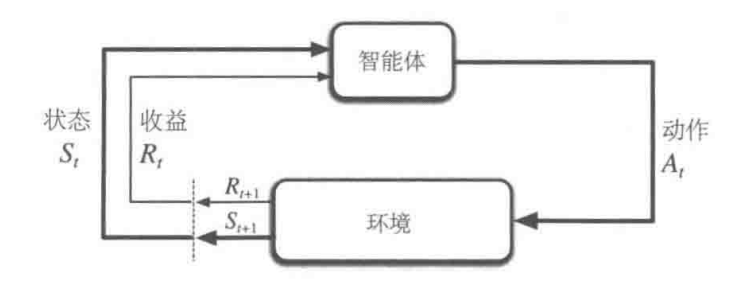 智能体
状态
S_t
收益
R_t
动作
A_t
R_{t+1}
S_{t+1}
环境